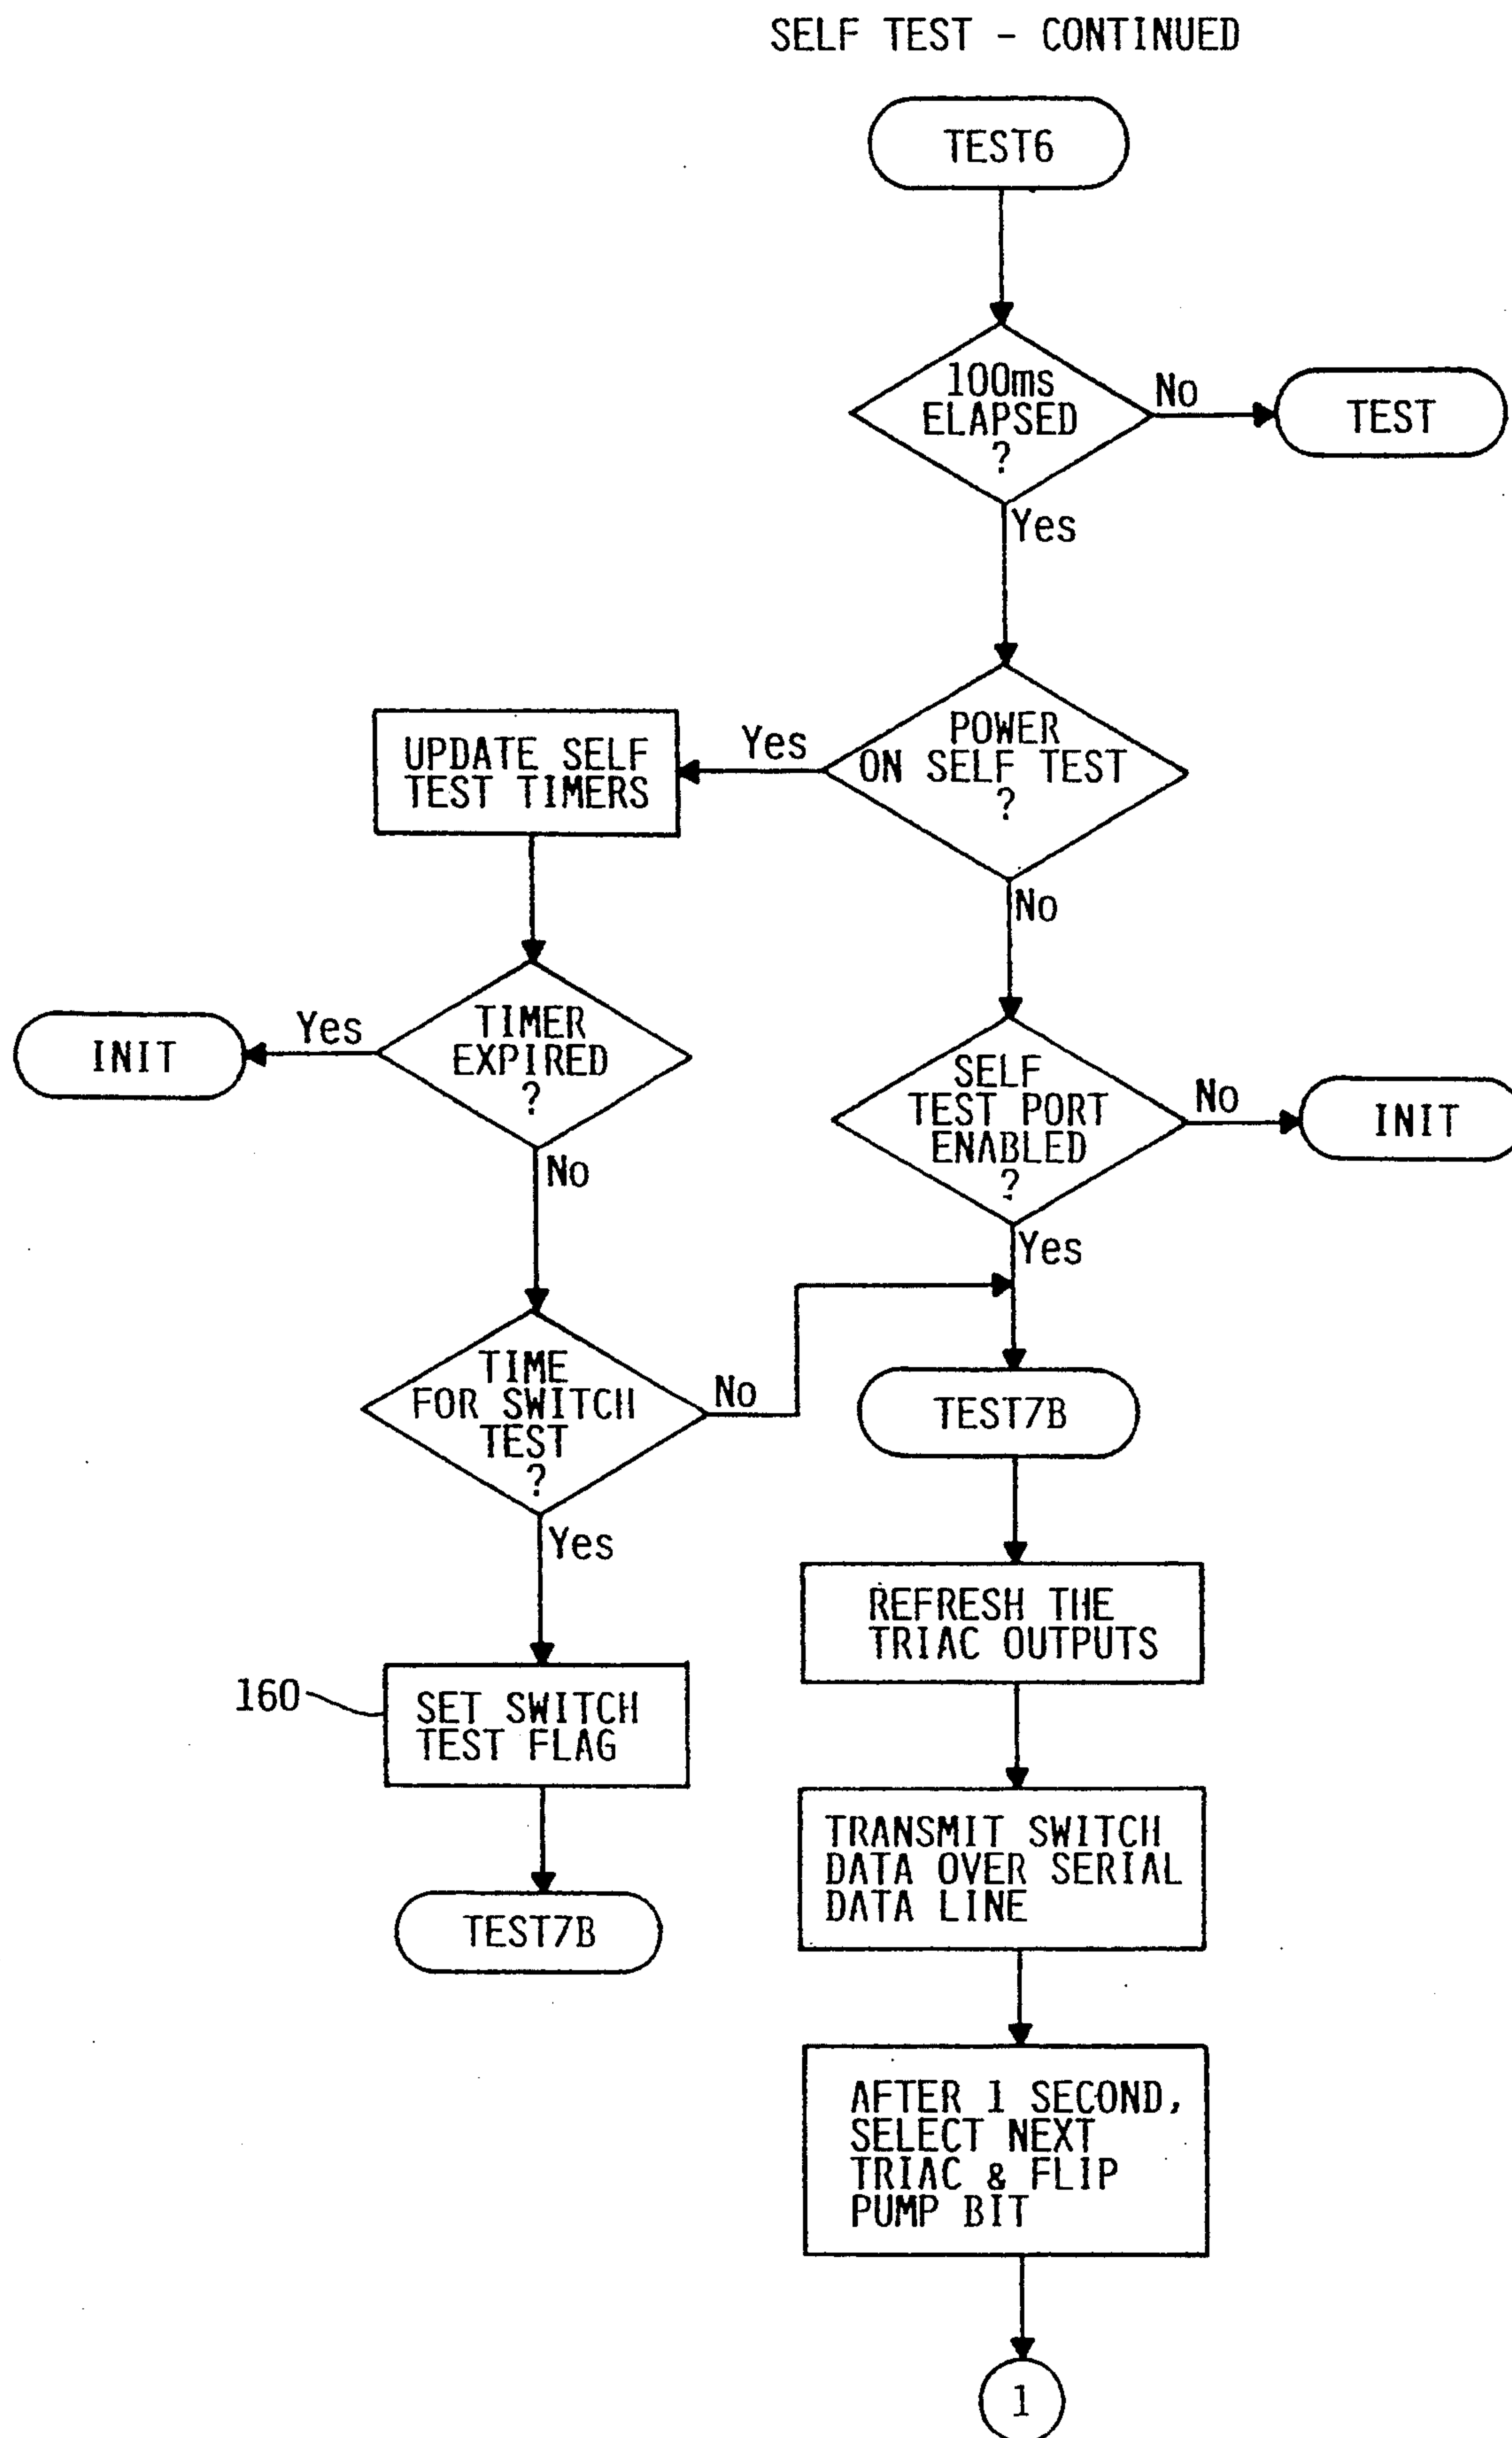 SELF TEST - CONTINUED
TEST6
100ms
ELAPSED
?
No
TEST
Yes
POWER
ON SELF TEST
?
Yes
UPDATE SELF
TEST TIMERS
No
TIMER
EXPIRED
?
Yes
INIT
No
SELF
TEST PORT
ENABLED
?
No
INIT
Yes
TIME
FOR SWITCH
TEST
?
No
Yes
TEST7B
REFRESH THE
TRIAC OUTPUTS
160
SET SWITCH
TEST FLAG
TEST7B
TRANSMIT SWITCH
DATA OVER SERIAL
DATA LINE
AFTER 1 SECOND,
SELECT NEXT
TRIAC & FLIP
PUMP BIT
1